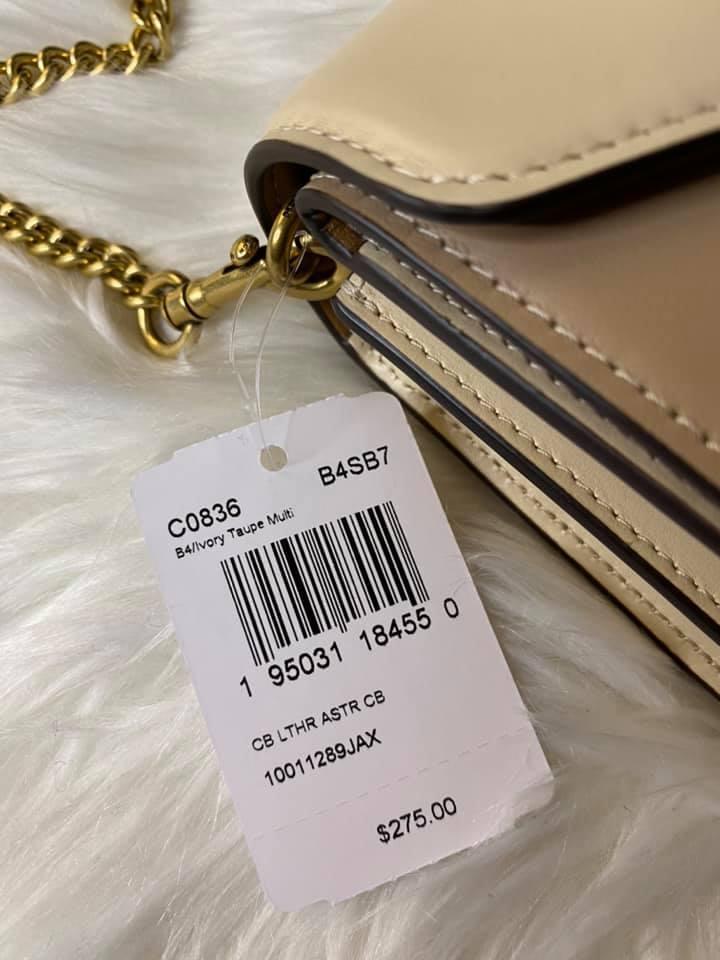 C0836 B4SB7
B4/Ivory Taupe Multi
1 95031 18455 0
CB LTHR ASTR CB
10011289JAX
$275.00